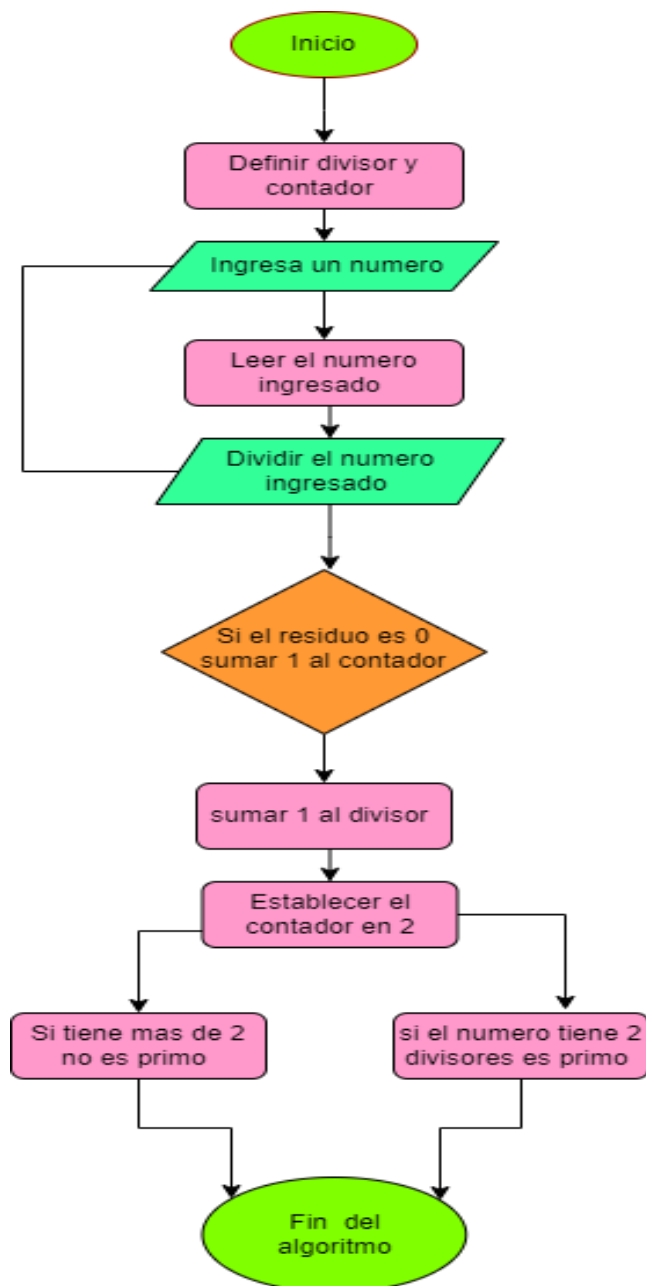 Inicio
Definir divisor y
contador
Ingresa un numero
Leer el numero
ingresado
Dividir el numero
ingresado
Si el residuo es 0
sumar 1 al contador
sumar 1 al divisor
Establecer el
contador en 2
Si tiene mas de 2
no es primo
si el numero tiene 2
divisores es primo
Fin del
algoritmo